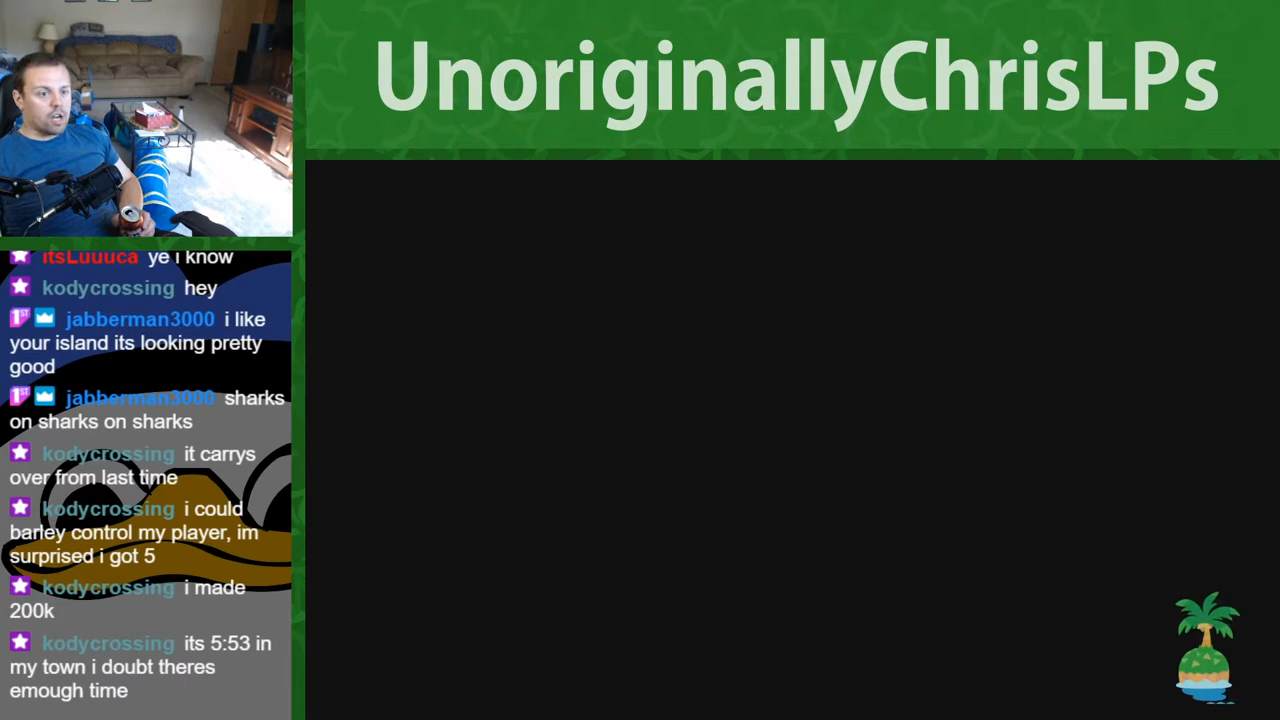 UnoriginallyChrisLPs
itsLuuuca ye i know
kodycrossing hey
1ST jabberman3000 i like
your island its looking pretty
good
1ST jabberman3000 sharks
on sharks on sharks
kodycrossing it carrys
over from last time
kodycrossing i could
barley control my player, im
surprised i got 5
kodycrossing i made
200k
kodycrossing its 5:53 in
my town i doubt theres
emough time